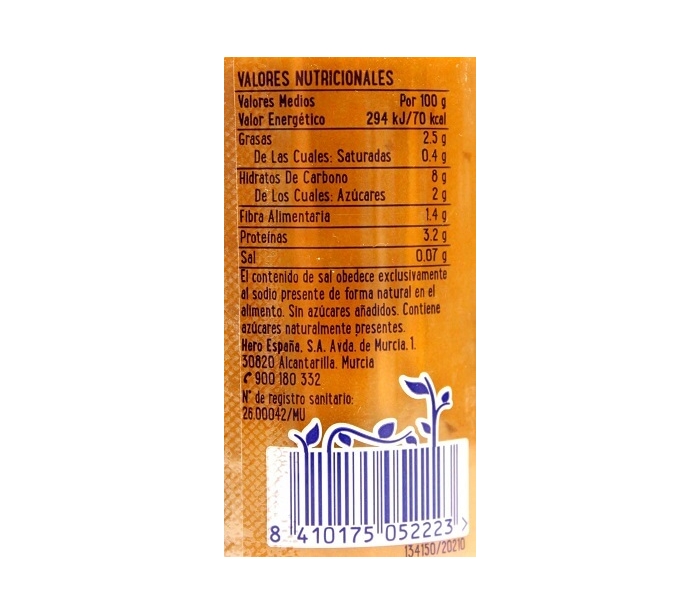 VALORES NUTRICIONALES
Valores Medios Por 100 g
Valor Energético 294 kJ/70 kcal
Grasas 2.5 g
De Las Cuales: Saturadas 0.4 g
Hidratos De Carbono 8 g
De Los Cuales: Azúcares 2 g
Fibra Alimentaria 1.4 g
Proteínas 3.2 g
Sal 0.07 g
El contenido de sal obedece exclusivamente
al sodio presente de forma natural en el
alimento. Sin azúcares añadidos. Contiene
azúcares naturalmente presentes.
Hero España, S.A. Avda. de Murcia, 1.
30820 Alcantarilla. Murcia
900 180 332
N° de registro sanitario:
26.00042/MU
8 410175 052223 >
134150/20210